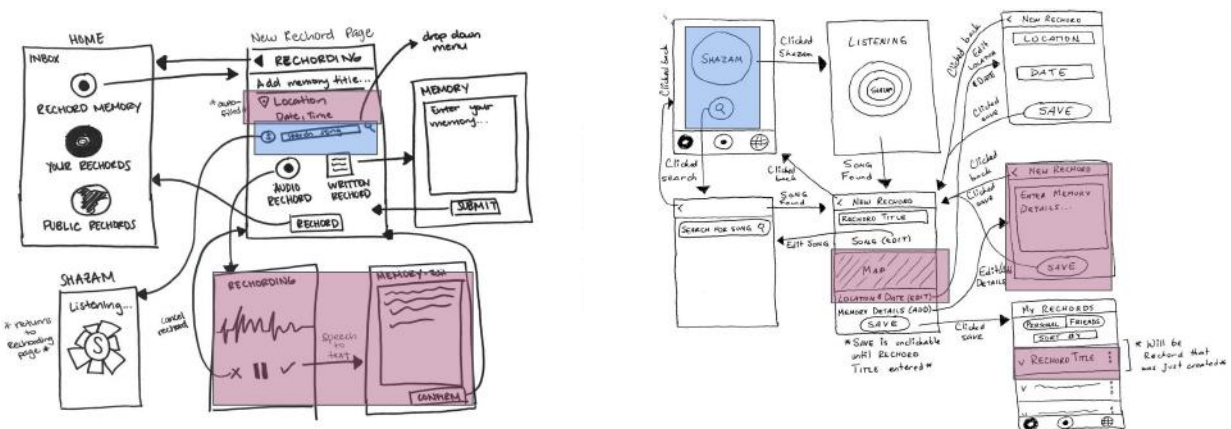 HOME
INBOX
RECHORD MEMORY
YOUR RECHORDS
PUBLIC RECHORDS
New Rechord Page
RECHORDING
Add memory title...
Location
Date, Time
* auto-filled *
drop down menu
AUDIO RECHORD
WRITTEN RECHORD
RECHORD
MEMORY
Enter your memory...
SUBMIT
SHAZAM
Listening...
S
* returns to Rechording page *
cancel rechord
RECHORDING
Speech to text
CONFIRM
Clicked back
SHAZAM
Clicked Shazam
LISTENING
SHAZAM
Clicked search
Clicked back
SONG FOUND
<
SEARCH FOR SONG
SONG FOUND
Edit Song
< NEW RECHORD
RECHORD TITLE
SONG (EDIT)
MAP
LOCATION & DATE (EDIT)
MEMORY DETAILS (ADD)
SAVE
* SAVE is unclickable
until RECHORD
TITLE entered *
Clicked back
Edit Location & DATE
Clicked save
< NEW RECHORD
LOCATION
DATE
SAVE
Clicked back
Clicked save
< NEW RECHORD
ENTER MEMORY
DETAILS...
SAVE
DETAILS
Clicked save
MY RECHORDS
PERSONAL FRIENDS
SORT BY
RECHORD TITLE
* Will be
Rechord that
was just created *